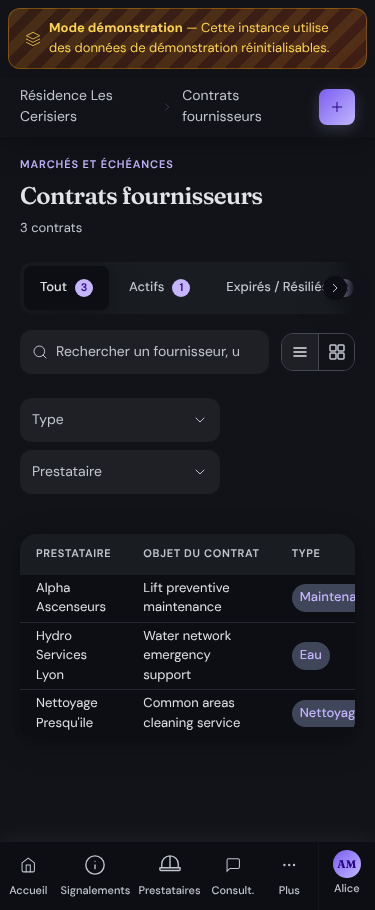 Mode démonstration — Cette instance utilise
des données de démonstration réinitialisables.
Résidence Les
Cerisiers
Contrats
fournisseurs
MARCHÉS ET ÉCHÉANCES
Contrats fournisseurs
3 contrats
Tout 3
Actifs 1
Expirés / Résiliés
Rechercher un fournisseur, u
Type
Prestataire
PRESTATAIRE OBJET DU CONTRAT TYPE
Alpha
Ascenseurs
Lift preventive
maintenance
Maintena
Hydro
Services
Lyon
Water network
emergency
support
Eau
Nettoyage
Presqu'ile
Common areas
cleaning service
Nettoyag
AM
Accueil Signalements Prestataires Consult. Plus Alice